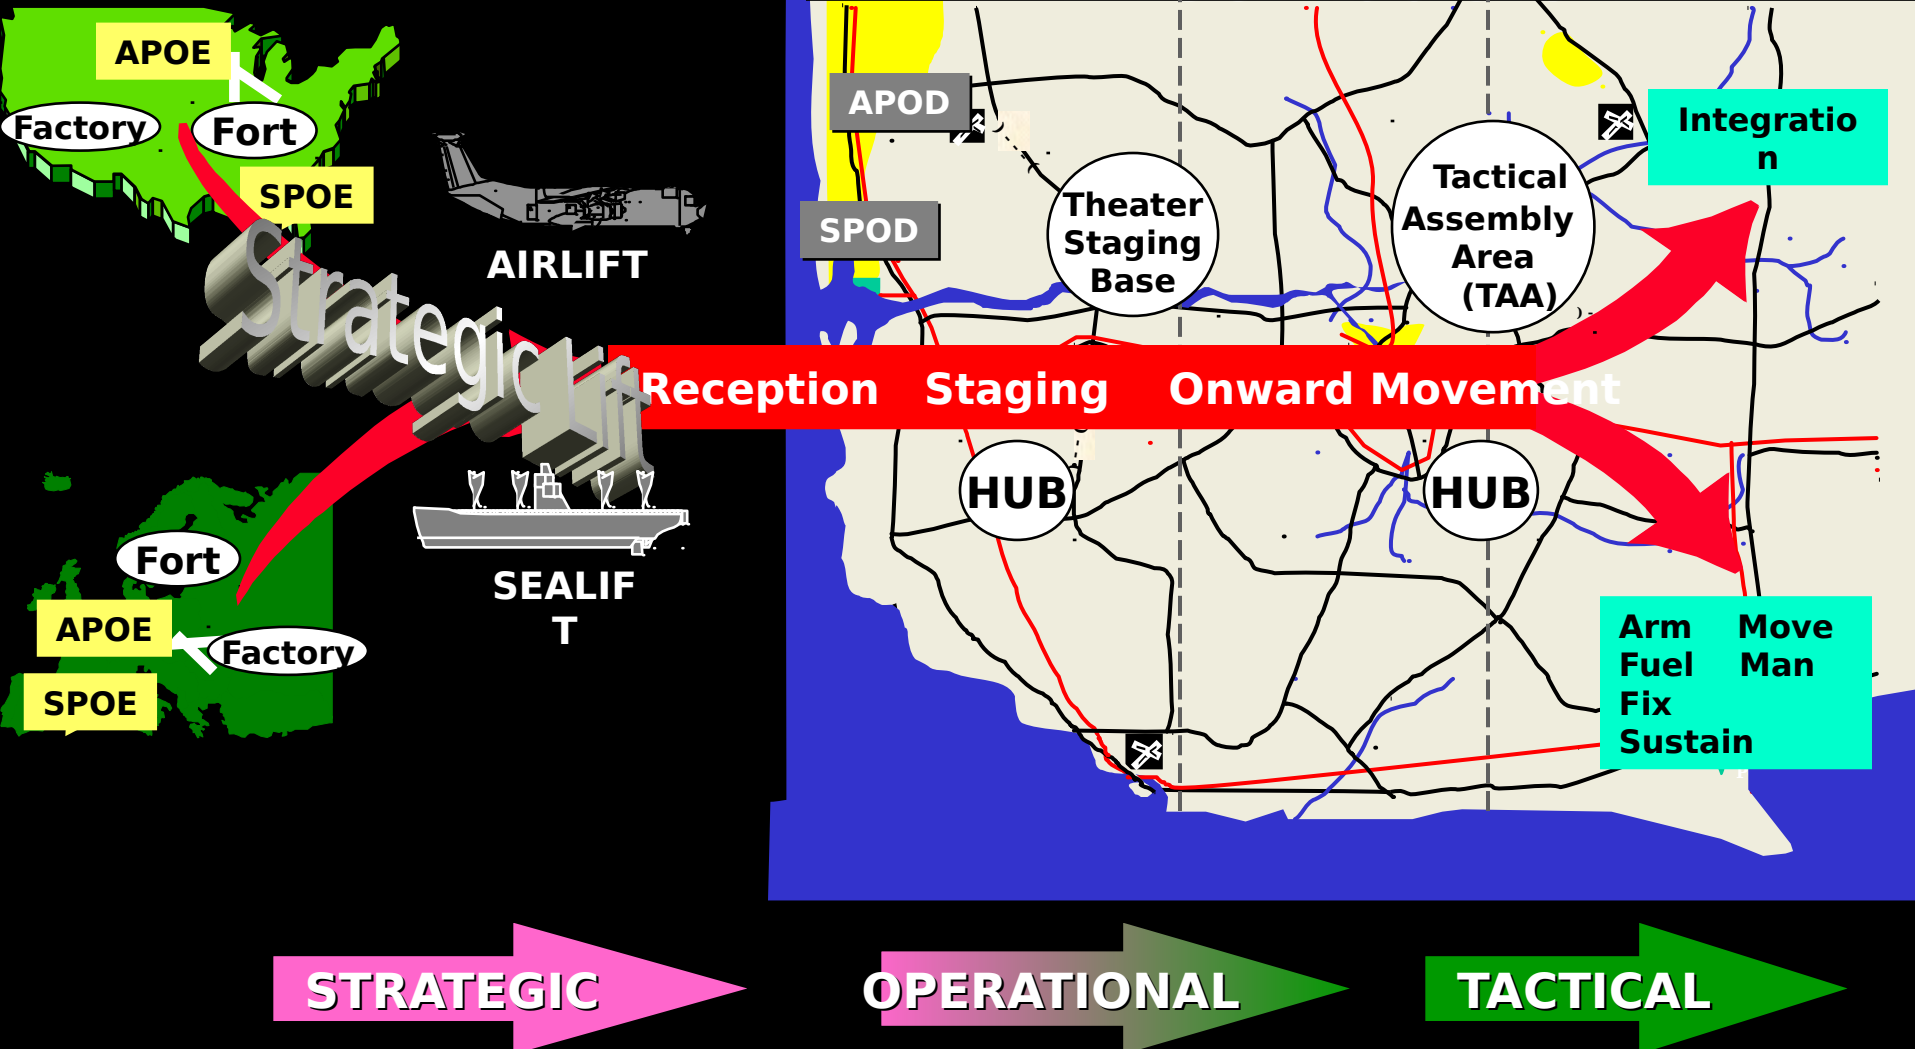 APOE
Factory
Fort
SPOE
AIRLIFT
Strategic Lift
SEALIF
T
Fort
APOE
Factory
SPOE
APOD
SPOD
Theater
Staging
Base
Tactical
Assembly
Area
(TAA)
Integratio
n
Reception Staging Onward Movement
HUB
HUB
Arm Move
Fuel Man
Fix
Sustain
STRATEGIC
OPERATIONAL
TACTICAL